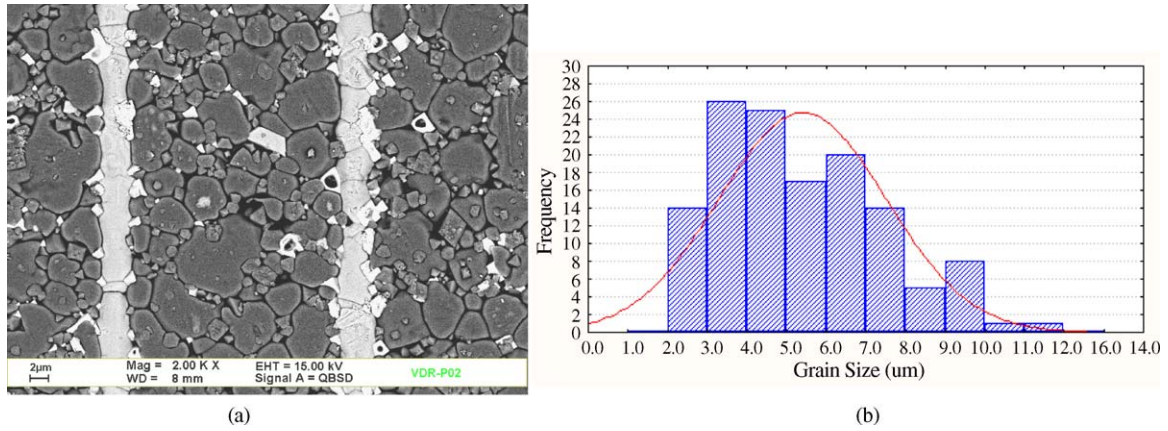 2μm
Mag = 2.00 K X
WD = 8 mm
EHT = 15.00 kV
Signal A = QBSD
VDR-P02
(a)
Frequency
30
28
26
24
22
20
18
16
14
12
10
8
6
4
2
0
0.0 1.0 2.0 3.0 4.0 5.0 6.0 7.0 8.0 9.0 10.0 11.0 12.0 16.0 14.0
Grain Size (um)
(b)